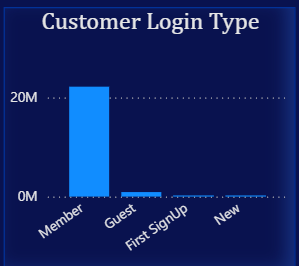 Customer Login Type
20M
0M
Member
Guest
First SignUp
New